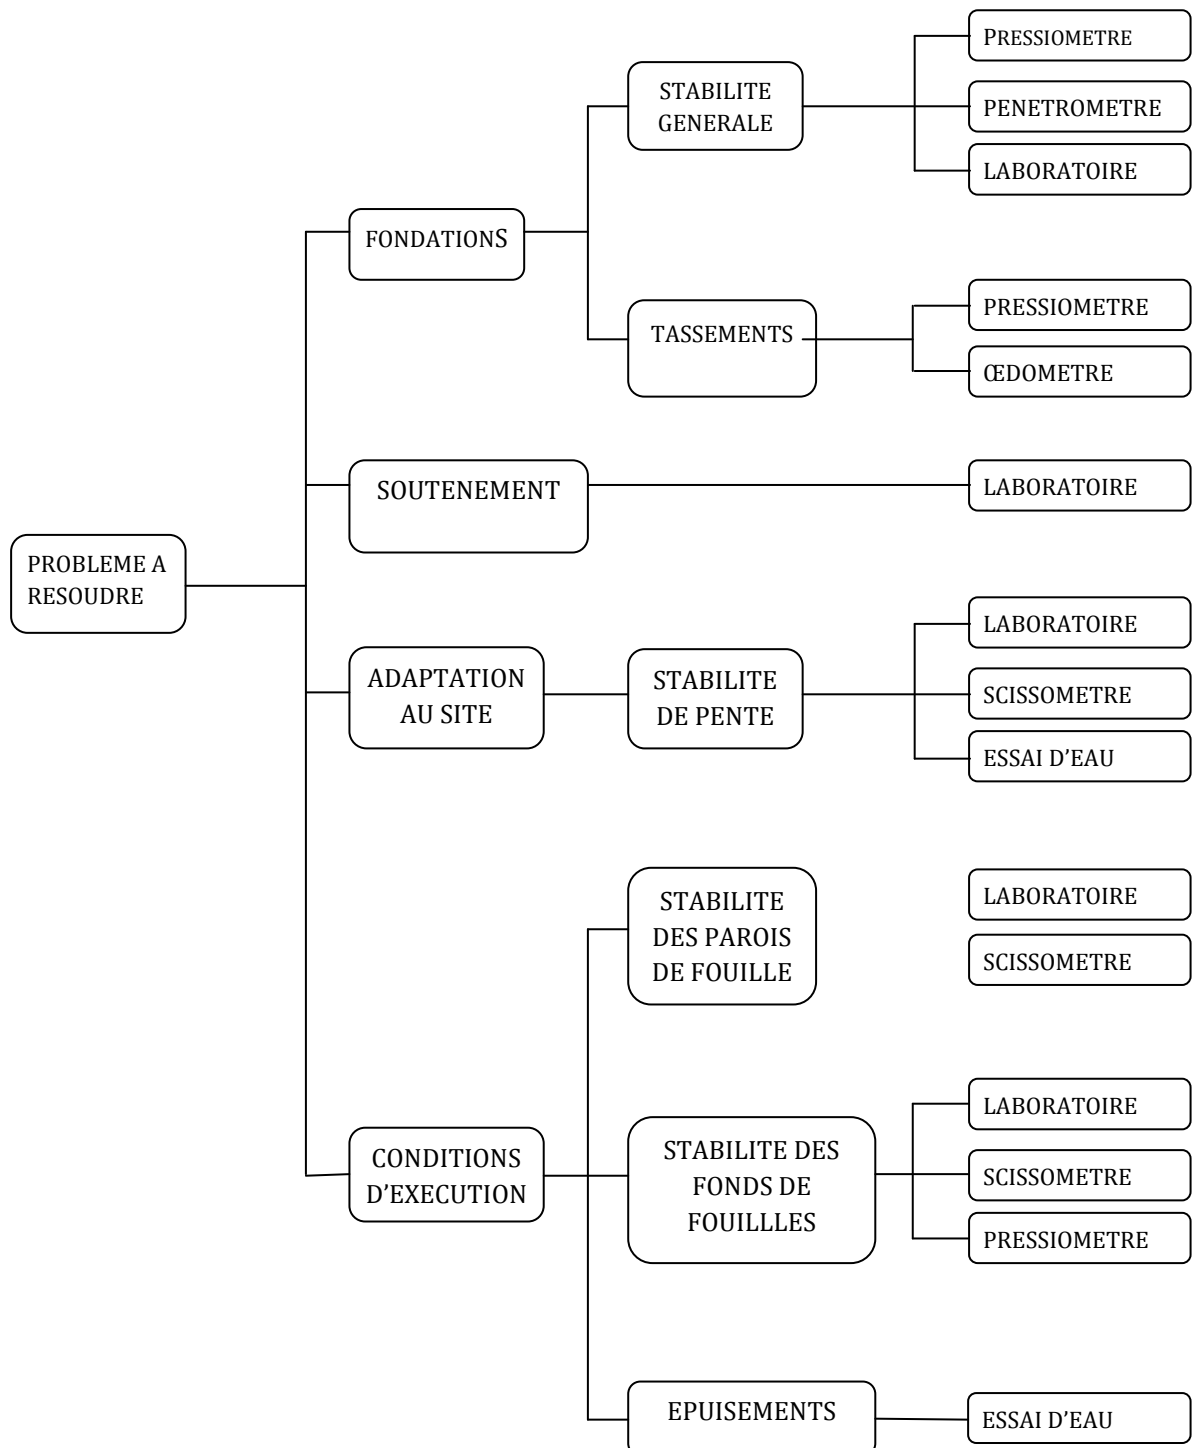 PRESSIOMETRE
STABILITE
GENERALE
PENETROMETRE
LABORATOIRE
FONDATIONS
PRESSIOMETRE
TASSEMENTS
ŒDOMETRE
SOUTENEMENT
LABORATOIRE
PROBLEME A
RESOUDRE
LABORATOIRE
ADAPTATION
AU SITE
STABILITE
DE PENTE
SCISSOMETRE
ESSAI D’EAU
STABILITE
DES PAROIS
DE FOUILLE
LABORATOIRE
SCISSOMETRE
LABORATOIRE
CONDITIONS
D’EXECUTION
STABILITE DES
FONDS DE
FOUILLLES
SCISSOMETRE
PRESSIOMETRE
EPUISEMENTS
ESSAI D’EAU